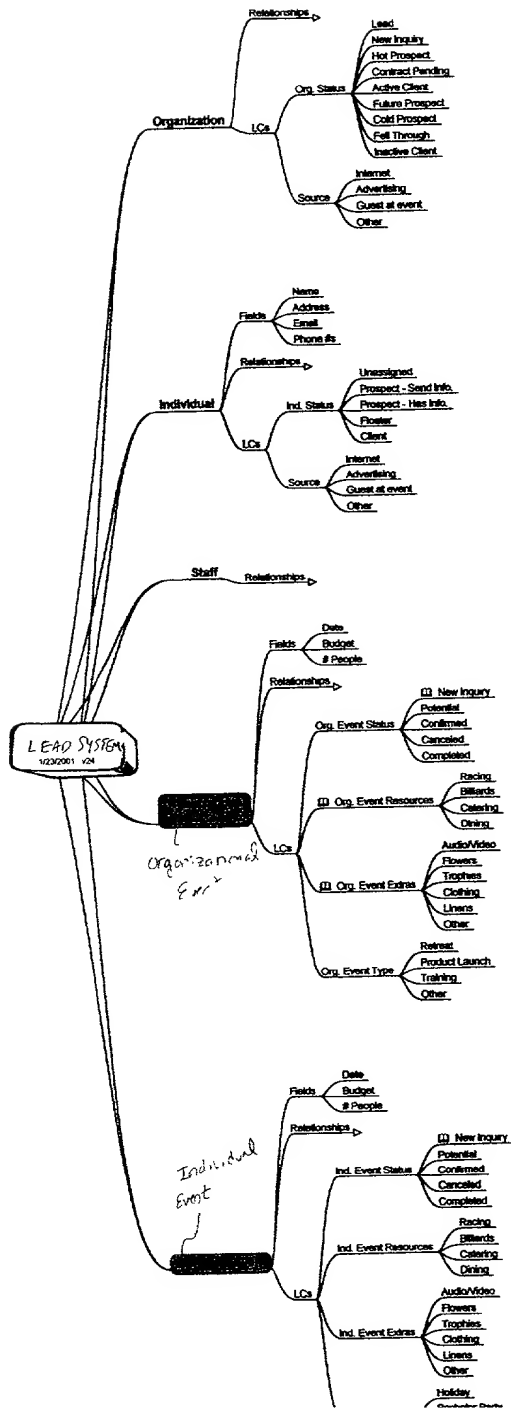 Relationships
Lead
New Inquiry
Hot Prospect
Contract Pending
Org. Status
Active Client
Future Prospect
Cold Prospect
Fell Through
Inactive Client
Organization
LCs
Internet
Advertising
Source
Guest at event
Other
Name
Address
Fields
Email
Phone #s
Relationships
Unassigned
Prospect - Send Info.
Ind. Status
Prospect - Has Info.
Floater
Client
Individual
LCs
Internet
Advertising
Source
Guest at event
Other
Staff
Relationships
Date
Fields
Budget
# People
Relationships
New Inquiry
Potential
Org. Event Status
Confirmed
Canceled
Completed
LEAD SYSTEM
1/23/2001 v24
Racing
Billiards
Org. Event Resources
Catering
Dining
Organizational
LCs
Audio/Video
Flowers
Trophies
Org. Event Extras
Clothing
Linens
Other
Retreat
Product Launch
Org. Event Type
Training
Other
Date
Fields
Budget
# People
Relationships
New Inquiry
Potential
Ind. Event Status
Confirmed
Canceled
Completed
Individual
Event
Racing
Billiards
Ind. Event Resources
Catering
Dining
LCs
Audio/Video
Flowers
Trophies
Ind. Event Extras
Clothing
Linens
Other
Holiday
Bachelor Party